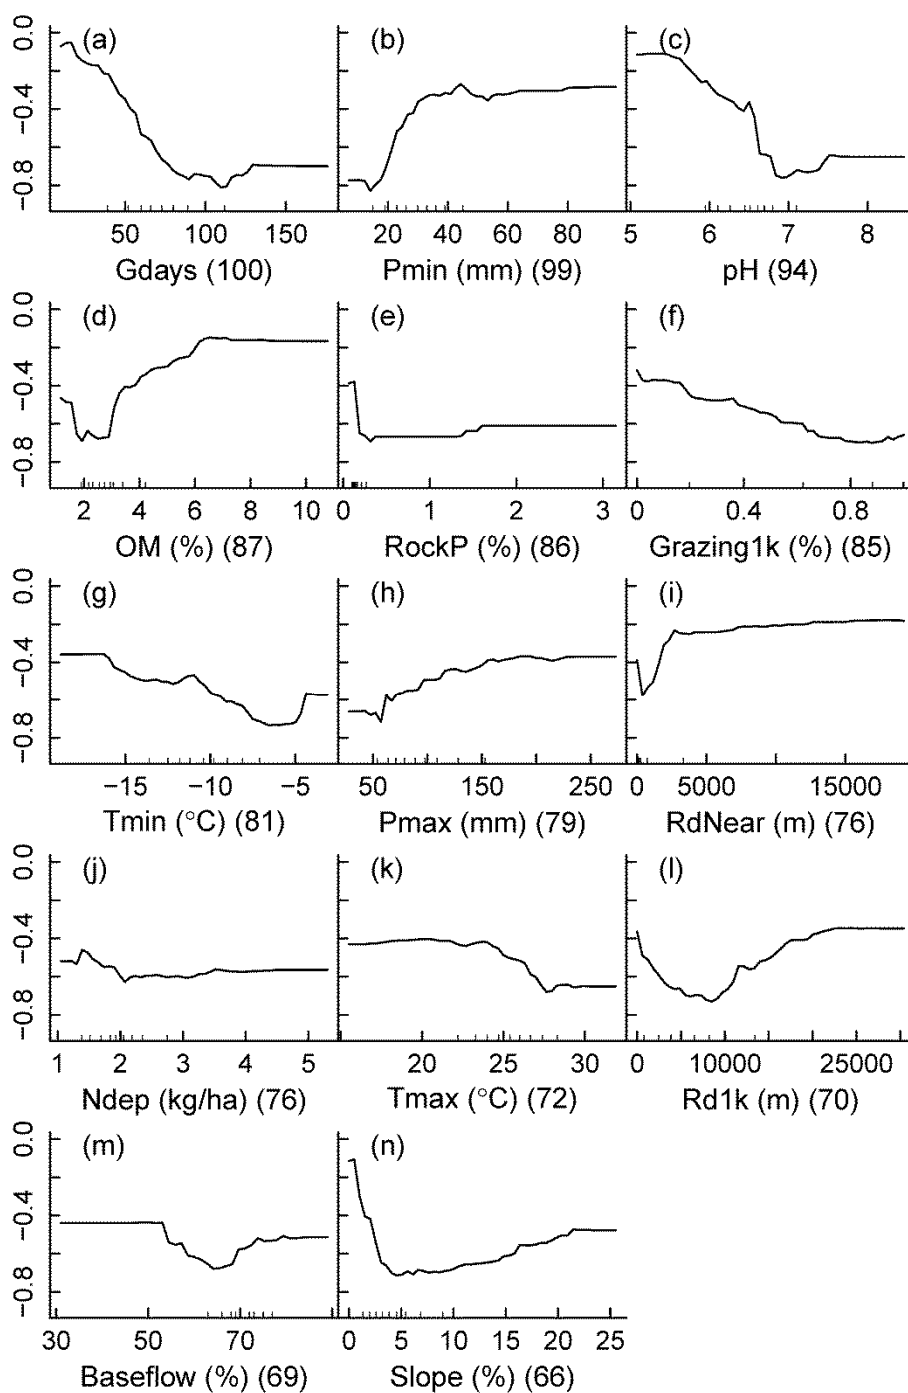 (a) (b) (c)
0.0
−0.4
−0.8
50 100 150 20 40 60 80 5 6 7 8
Gdays (100) Pmin (mm) (99) pH (94)
(d) (e) (f)
0.0
−0.4
−0.8
2 4 6 8 10 0 1 2 3 0 0.4 0.8
OM (%) (87) RockP (%) (86) Grazing1k (%) (85)
(g) (h) (i)
0.0
−0.4
−0.8
−15 −10 −5 50 150 250 0 5000 15000
Tmin (°C) (81) Pmax (mm) (79) RdNear (m) (76)
(j) (k) (l)
0.0
−0.4
−0.8
1 2 3 4 5 20 25 30 0 10000 25000
Ndep (kg/ha) (76) Tmax (°C) (72) Rd1k (m) (70)
(m) (n)
0.0
−0.4
−0.8
30 50 70 0 5 10 15 20 25
Baseflow (%) (69) Slope (%) (66)